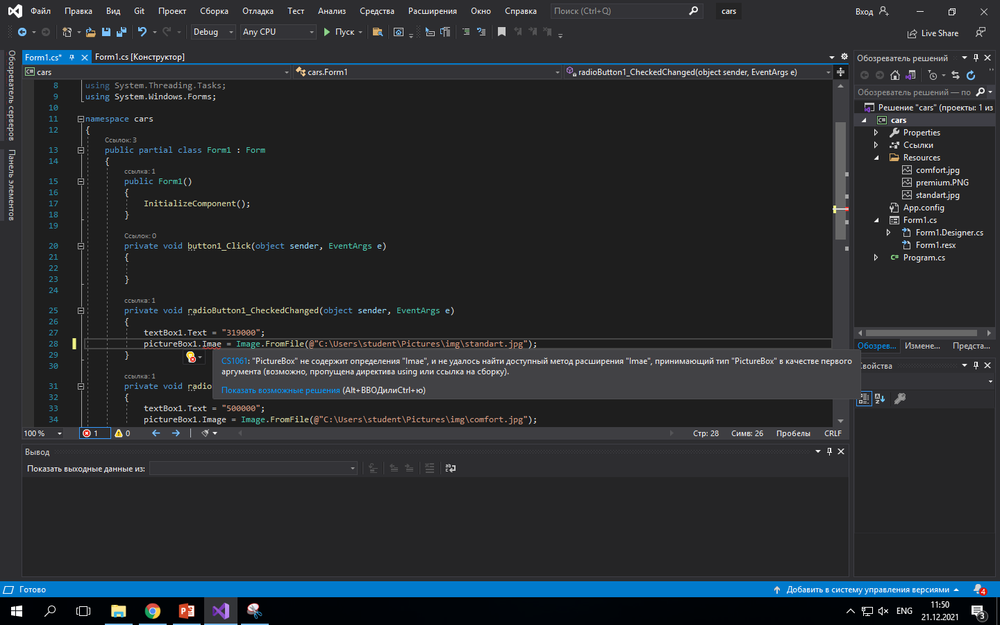 Файл Правка Вид Git Проект Сборка Отладка Тест Анализ Средства Расширения Окно Справка Поиск (Ctrl+Q) cars Вход
Debug Any CPU Пуск Live Share
Обозреватель серверов
Панель элементов
Form1.cs* Form1.cs [Конструктор]
cars cars.Form1 radioButton1_CheckedChanged(object sender, EventArgs e)
8 using System.Threading.Tasks;
9 using System.Windows.Forms;
10
11 namespace cars
12 {
Ссылок: 3
13 public partial class Form1 : Form
14 {
ссылка: 1
15 public Form1()
16 {
17 InitializeComponent();
18 }
19
Ссылок: 0
20 private void button1_Click(object sender, EventArgs e)
21 {
22
23 }
24
ссылка: 1
25 private void radioButton1_CheckedChanged(object sender, EventArgs e)
26 {
27 textBox1.Text = "319000";
28 pictureBox1.Imae = Image.FromFile(@"C:\Users\student\Pictures\img\standart.jpg");
29 }
30
CS1061: "PictureBox" не содержит определения "Imae", и не удалось найти доступный метод расширения "Imae", принимающий тип "PictureBox" в качестве первого
аргумента (возможно, пропущена директива using или ссылка на сборку).
Показать возможные решения (Alt+ВВОДилиCtrl+ю)
ссылка: 1
31 private void radio
32 {
33 textBox1.Text = "500000";
34 pictureBox1.Image = Image.FromFile(@"C:\Users\student\Pictures\img\comfort.jpg");
100 % 1 0 Стр: 28 Симв: 26 Пробелы CRLF
Вывод
Показать выходные данные из:
Обозреватель решений
Обозреватель решений — по
Решение "cars" (проекты: 1 из
C# cars
Properties
Ссылки
Resources
comfort.jpg
premium.PNG
standart.jpg
App.config
Form1.cs
Form1.Designer.cs
Form1.resx
C# Program.cs
Обозрев... Измене... Предста...
Свойства
Готово Добавить в систему управления версиями 4
ENG 11:50
21.12.2021 3